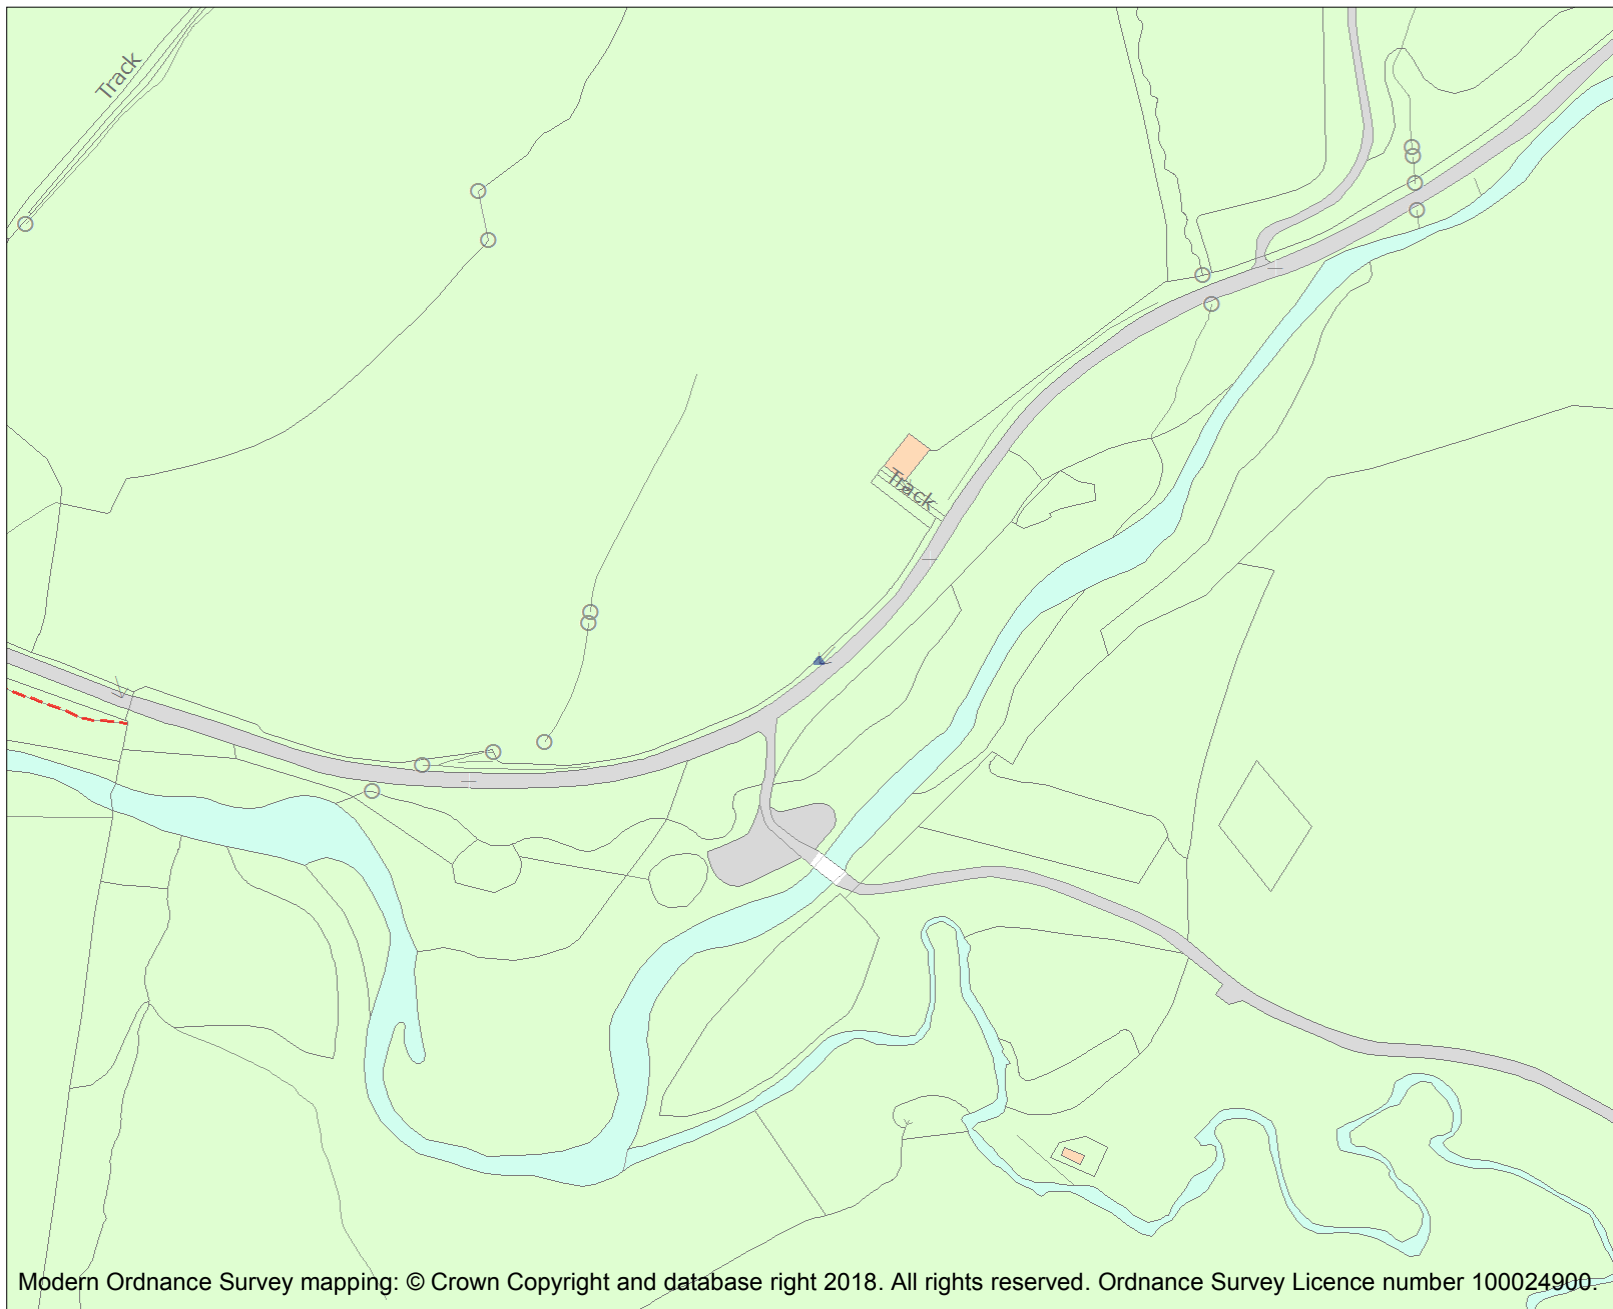 Track
Track
Modern Ordnance Survey mapping: © Crown Copyright and database right 2018. All rights reserved. Ordnance Survey Licence number 100024900.